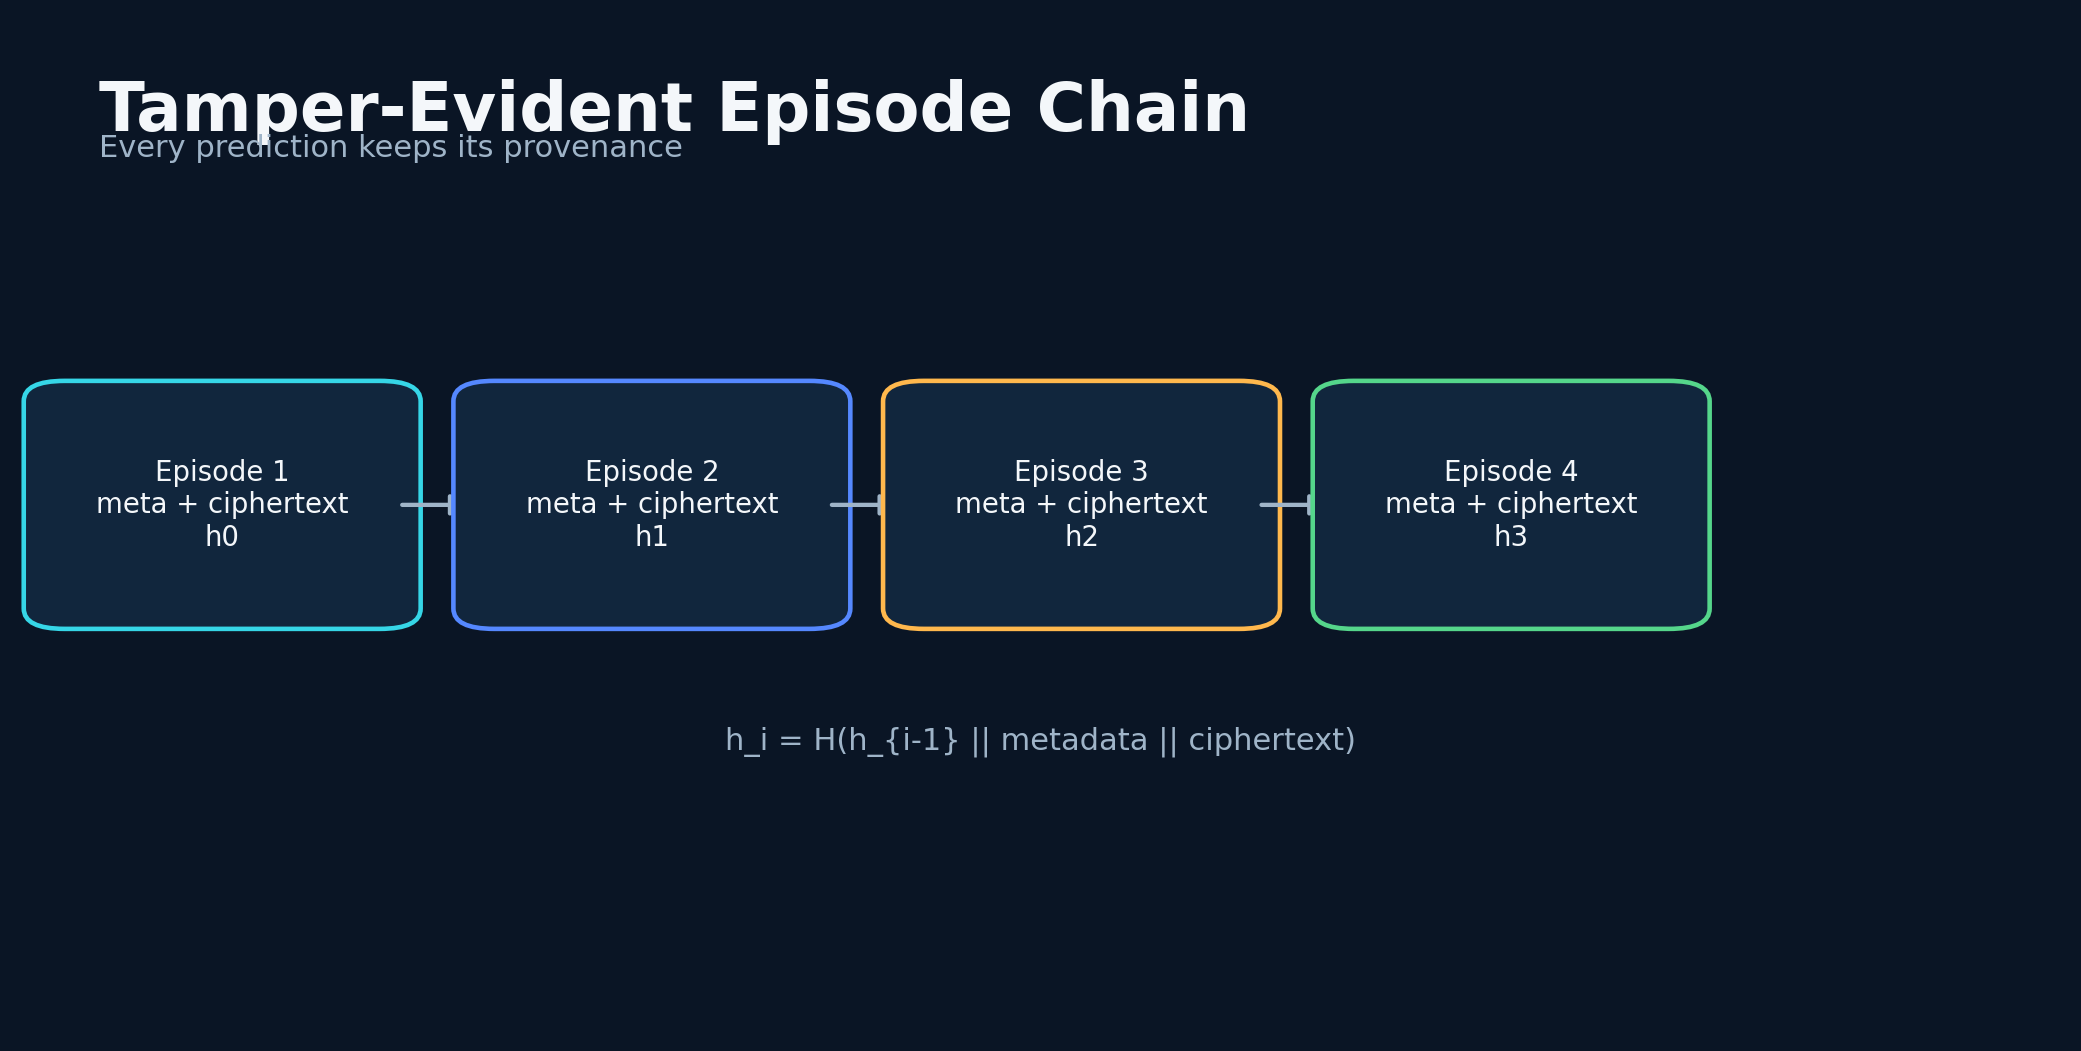 Tamper-Evident Episode Chain
Every prediction keeps its provenance
Episode 1
meta + ciphertext
h0
Episode 2
meta + ciphertext
h1
Episode 3
meta + ciphertext
h2
Episode 4
meta + ciphertext
h3
h_i = H(h_{i-1} || metadata || ciphertext)